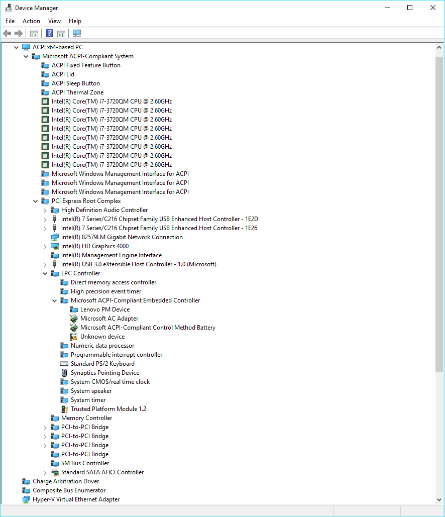 Device Manager
File Action View Help
ACPI x64-based PC
Microsoft ACPI-Compliant System
ACPI Fixed Feature Button
ACPI Lid
ACPI Sleep Button
ACPI Thermal Zone
Intel(R) Core(TM) i7-3720QM CPU @ 2.60GHz
Intel(R) Core(TM) i7-3720QM CPU @ 2.60GHz
Intel(R) Core(TM) i7-3720QM CPU @ 2.60GHz
Intel(R) Core(TM) i7-3720QM CPU @ 2.60GHz
Intel(R) Core(TM) i7-3720QM CPU @ 2.60GHz
Intel(R) Core(TM) i7-3720QM CPU @ 2.60GHz
Intel(R) Core(TM) i7-3720QM CPU @ 2.60GHz
Intel(R) Core(TM) i7-3720QM CPU @ 2.60GHz
Microsoft Windows Management Interface for ACPI
Microsoft Windows Management Interface for ACPI
Microsoft Windows Management Interface for ACPI
PCI Express Root Complex
High Definition Audio Controller
Intel(R) 7 Series/C216 Chipset Family USB Enhanced Host Controller - 1E2D
Intel(R) 7 Series/C216 Chipset Family USB Enhanced Host Controller - 1E26
Intel(R) 82579LM Gigabit Network Connection
Intel(R) HD Graphics 4000
Intel(R) Management Engine Interface
Intel(R) USB 3.0 eXtensible Host Controller - 1.0 (Microsoft)
LPC Controller
Direct memory access controller
High precision event timer
Microsoft ACPI-Compliant Embedded Controller
Lenovo PM Device
Microsoft AC Adapter
Microsoft ACPI-Compliant Control Method Battery
Unknown device
Numeric data processor
Programmable interrupt controller
Standard PS/2 Keyboard
Synaptics Pointing Device
System CMOS/real time clock
System speaker
System timer
Trusted Platform Module 1.2
Memory Controller
PCI-to-PCI Bridge
PCI-to-PCI Bridge
PCI-to-PCI Bridge
PCI-to-PCI Bridge
SM Bus Controller
Standard SATA AHCI Controller
Charge Arbitration Driver
Composite Bus Enumerator
Hyper-V Virtual Ethernet Adapter